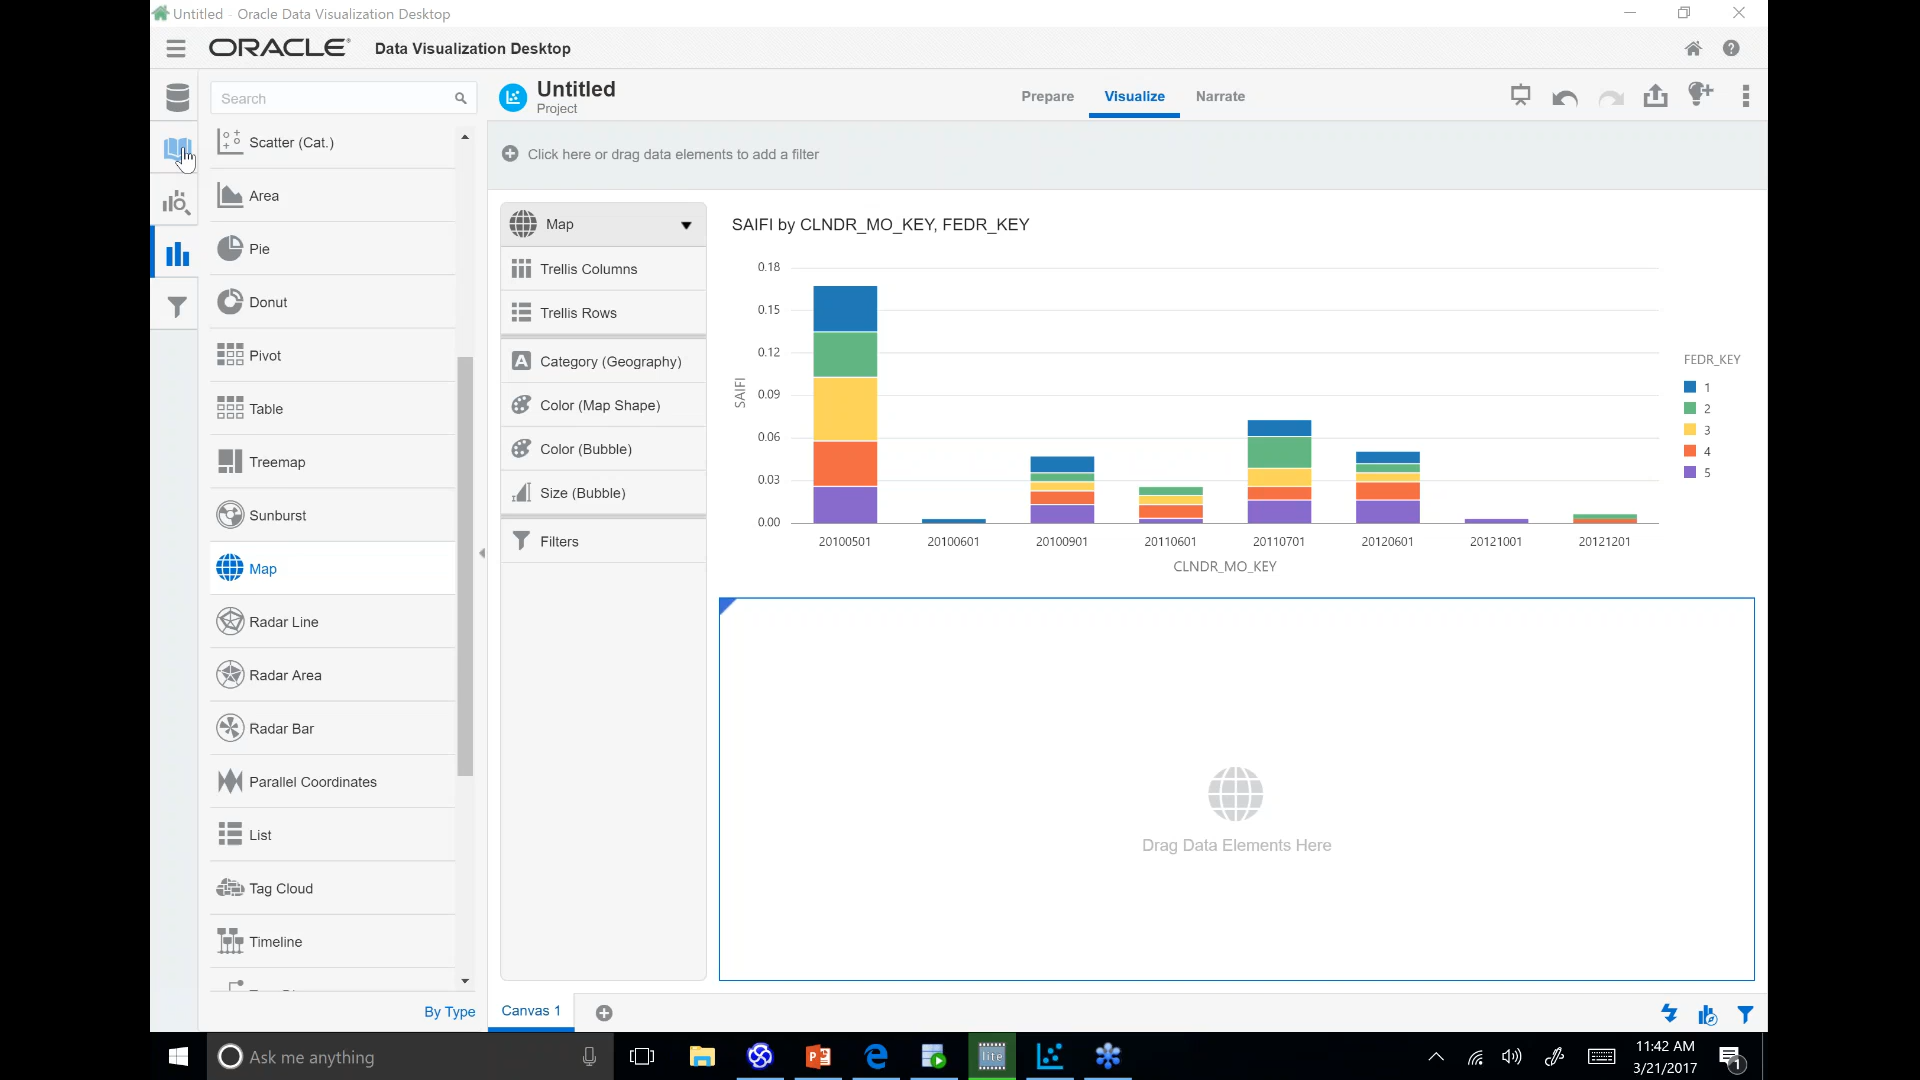 Untitled - Oracle Data Visualization Desktop
ORACLE Data Visualization Desktop
Search
Untitled
Project
Prepare
Visualize
Narrate
Click here or drag data elements to add a filter
Scatter (Cat.)
Area
Pie
Donut
Pivot
Table
Treemap
Sunburst
Map
Radar Line
Radar Area
Radar Bar
Parallel Coordinates
List
Tag Cloud
Timeline
By Type
Map
Trellis Columns
Trellis Rows
A Category (Geography)
Color (Map Shape)
Color (Bubble)
Size (Bubble)
Filters
SAIFI by CLNDR_MO_KEY, FEDR_KEY
SAIFI
0.18
0.15
0.12
0.09
0.06
0.03
0.00
20100501 20100601 20100901 20110601 20110701 20120601 20121001 20121201
CLNDR_MO_KEY
FEDR_KEY
1
2
3
4
5
Drag Data Elements Here
Canvas 1
Ask me anything
lite
11:42 AM
3/21/2017
1